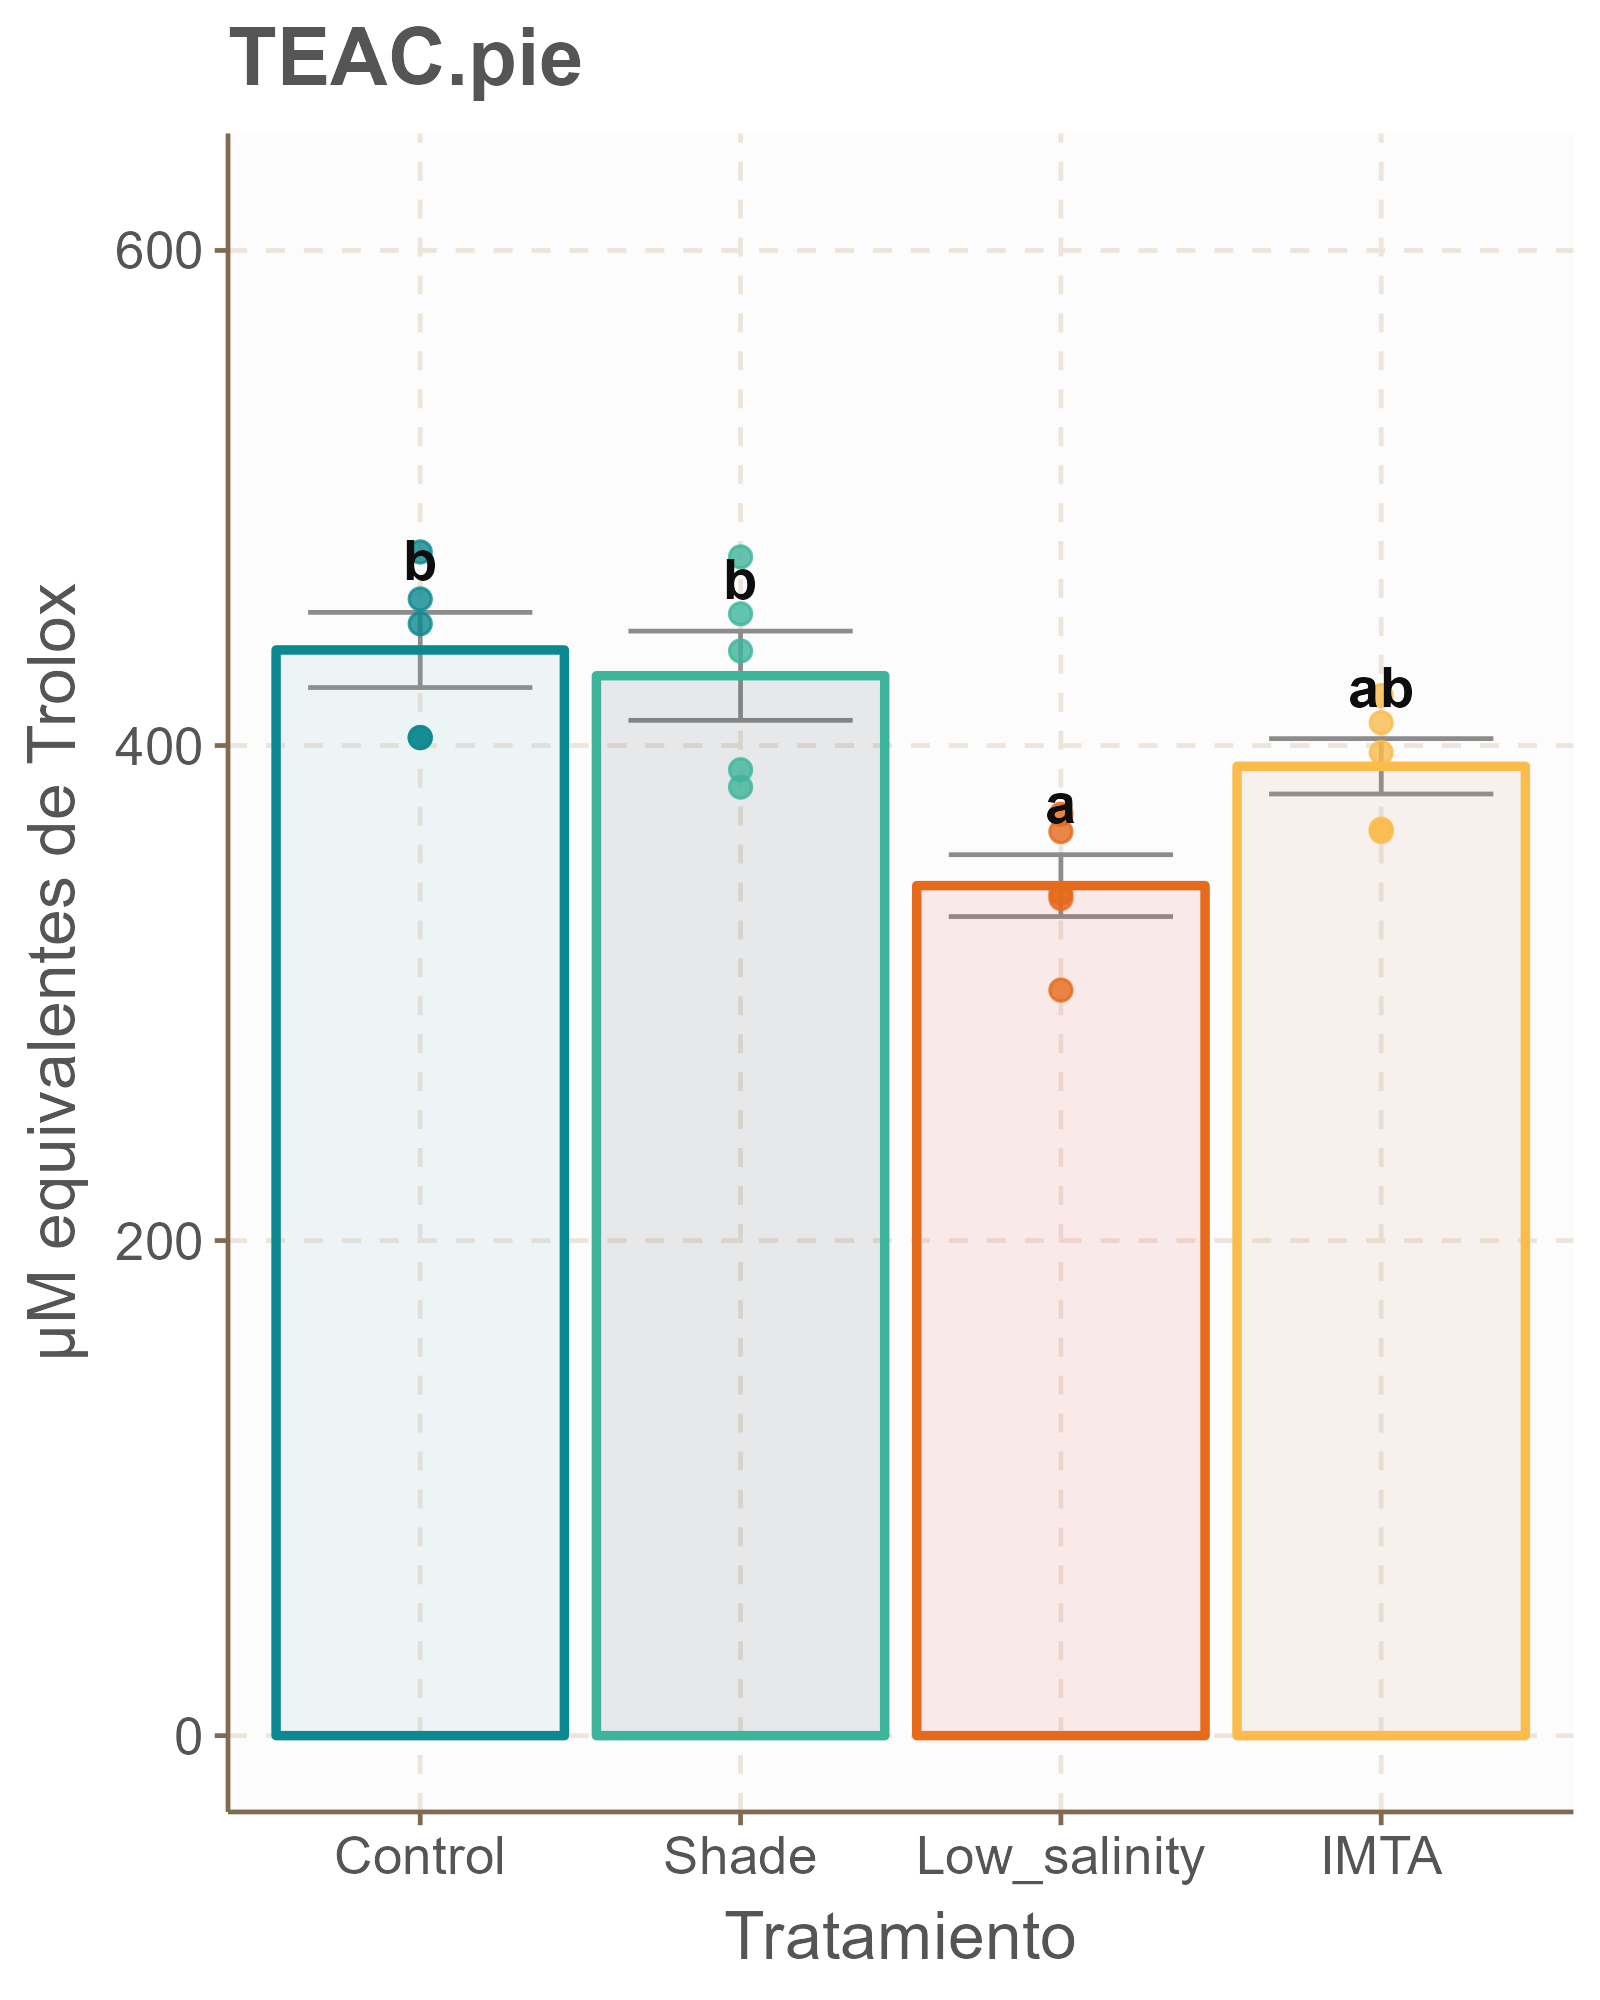 TEAC.pie
µM equivalentes de Trolox
600
400
200
0
b
b
a
ab
Control
Shade
Low_salinity
IMTA
Tratamiento